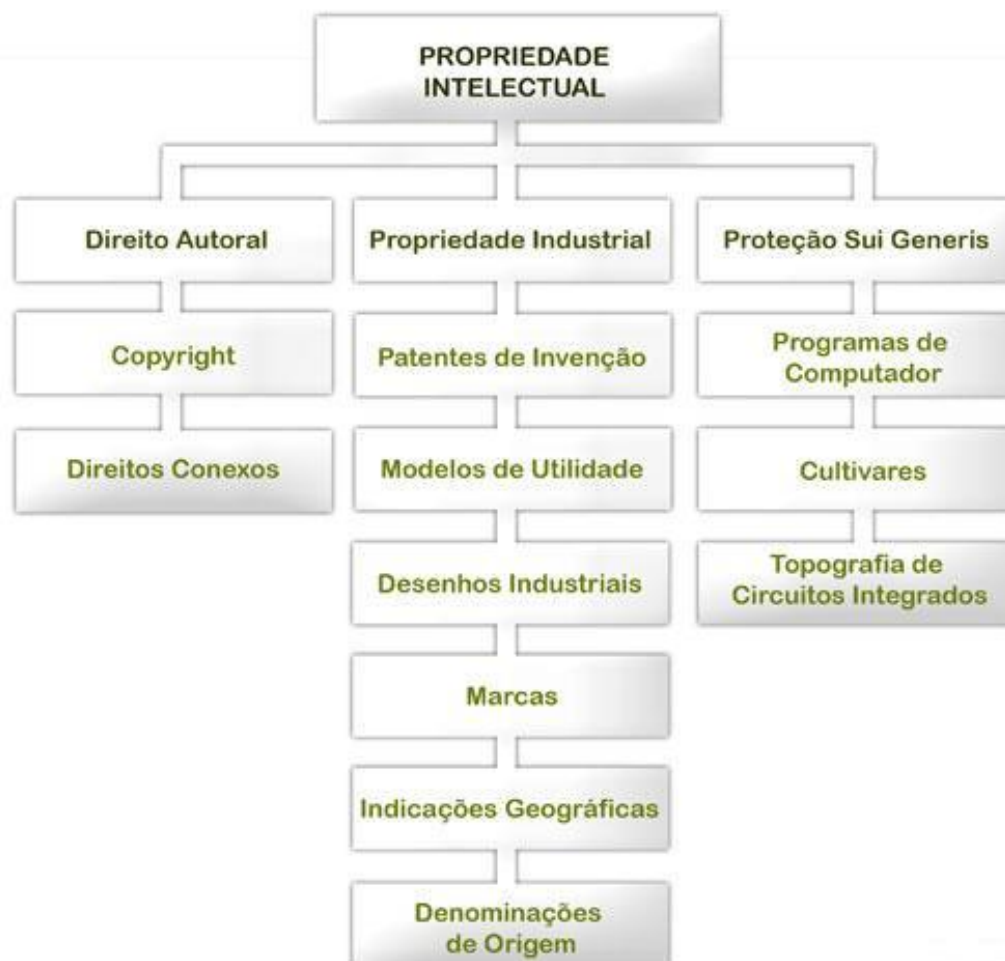 PROPRIEDADE
INTELECTUAL
Direito Autoral
Copyright
Direitos Conexos
Propriedade Industrial
Patentes de Invenção
Modelos de Utilidade
Desenhos Industriais
Marcas
Indicações Geográficas
Denominações
de Origem
Proteção Sui Generis
Programas de
Computador
Cultivares
Topografia de
Circuitos Integrados